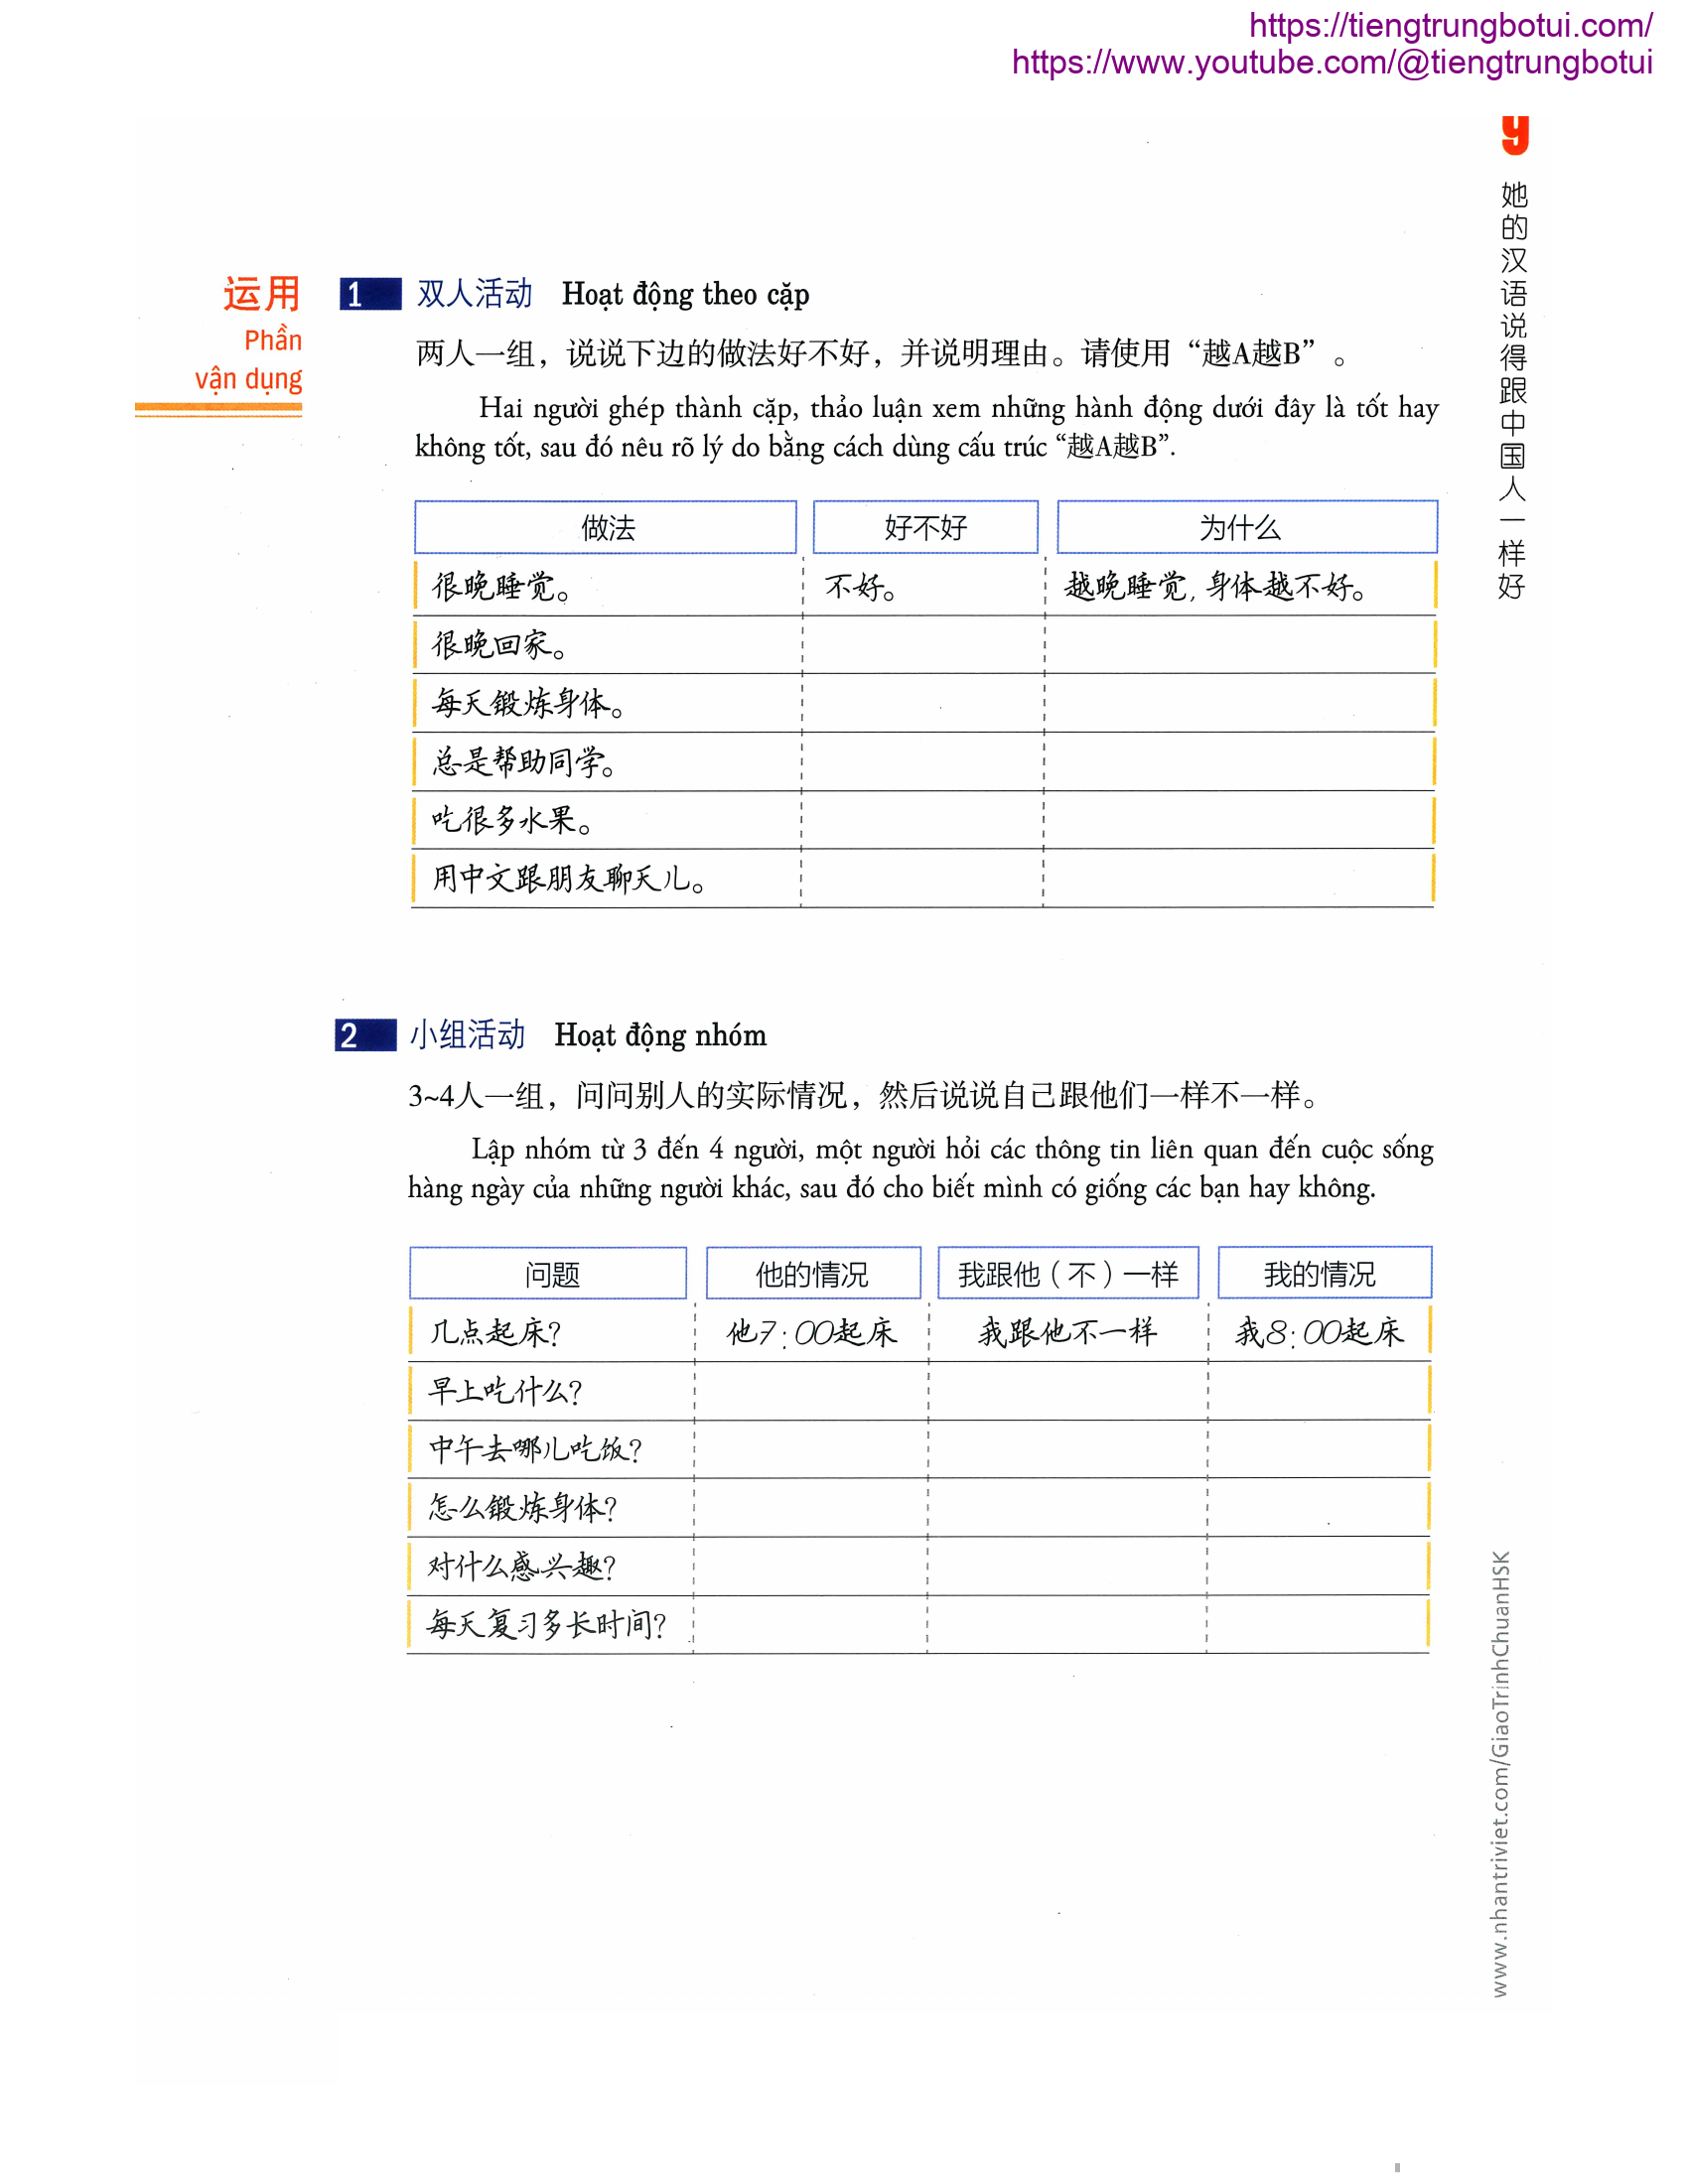 https://tiengtrungbotui.com/
https://www.youtube.com/@tiengtrungbotui
9
她的汉语说得跟中国人一样好
运用
Phần
vận dụng
1 双人活动 Hoạt động theo cặp
两人一组，说说下边的做法好不好，并说明理由。请使用“越A越B”。
Hai người ghép thành cặp, thảo luận xem những hành động dưới đây là tốt hay
không tốt, sau đó nêu rõ lý do bằng cách dùng cấu trúc “越A越B”.
做法 好不好 为什么
很晚睡觉。 不好。 越晚睡觉，身体越不好。
很晚回家。
每天锻炼身体。
总是帮助同学。
吃很多水果。
用中文跟朋友聊天儿。
2 小组活动 Hoạt động nhóm
3~4人一组，问问别人的实际情况，然后说说自己跟他们一样不一样。
Lập nhóm từ 3 đến 4 người, một người hỏi các thông tin liên quan đến cuộc sống
hàng ngày của những người khác, sau đó cho biết mình có giống các bạn hay không.
问题 他的情况 我跟他（不）一样 我的情况
几点起床？ 他7:00起床 我跟他不一样 我8:00起床
早上吃什么？
中午去哪儿吃饭？
怎么锻炼身体？
对什么感兴趣？
每天复习多长时间？
www.nhantriviet.com/GiaoTrinhChuanHSK